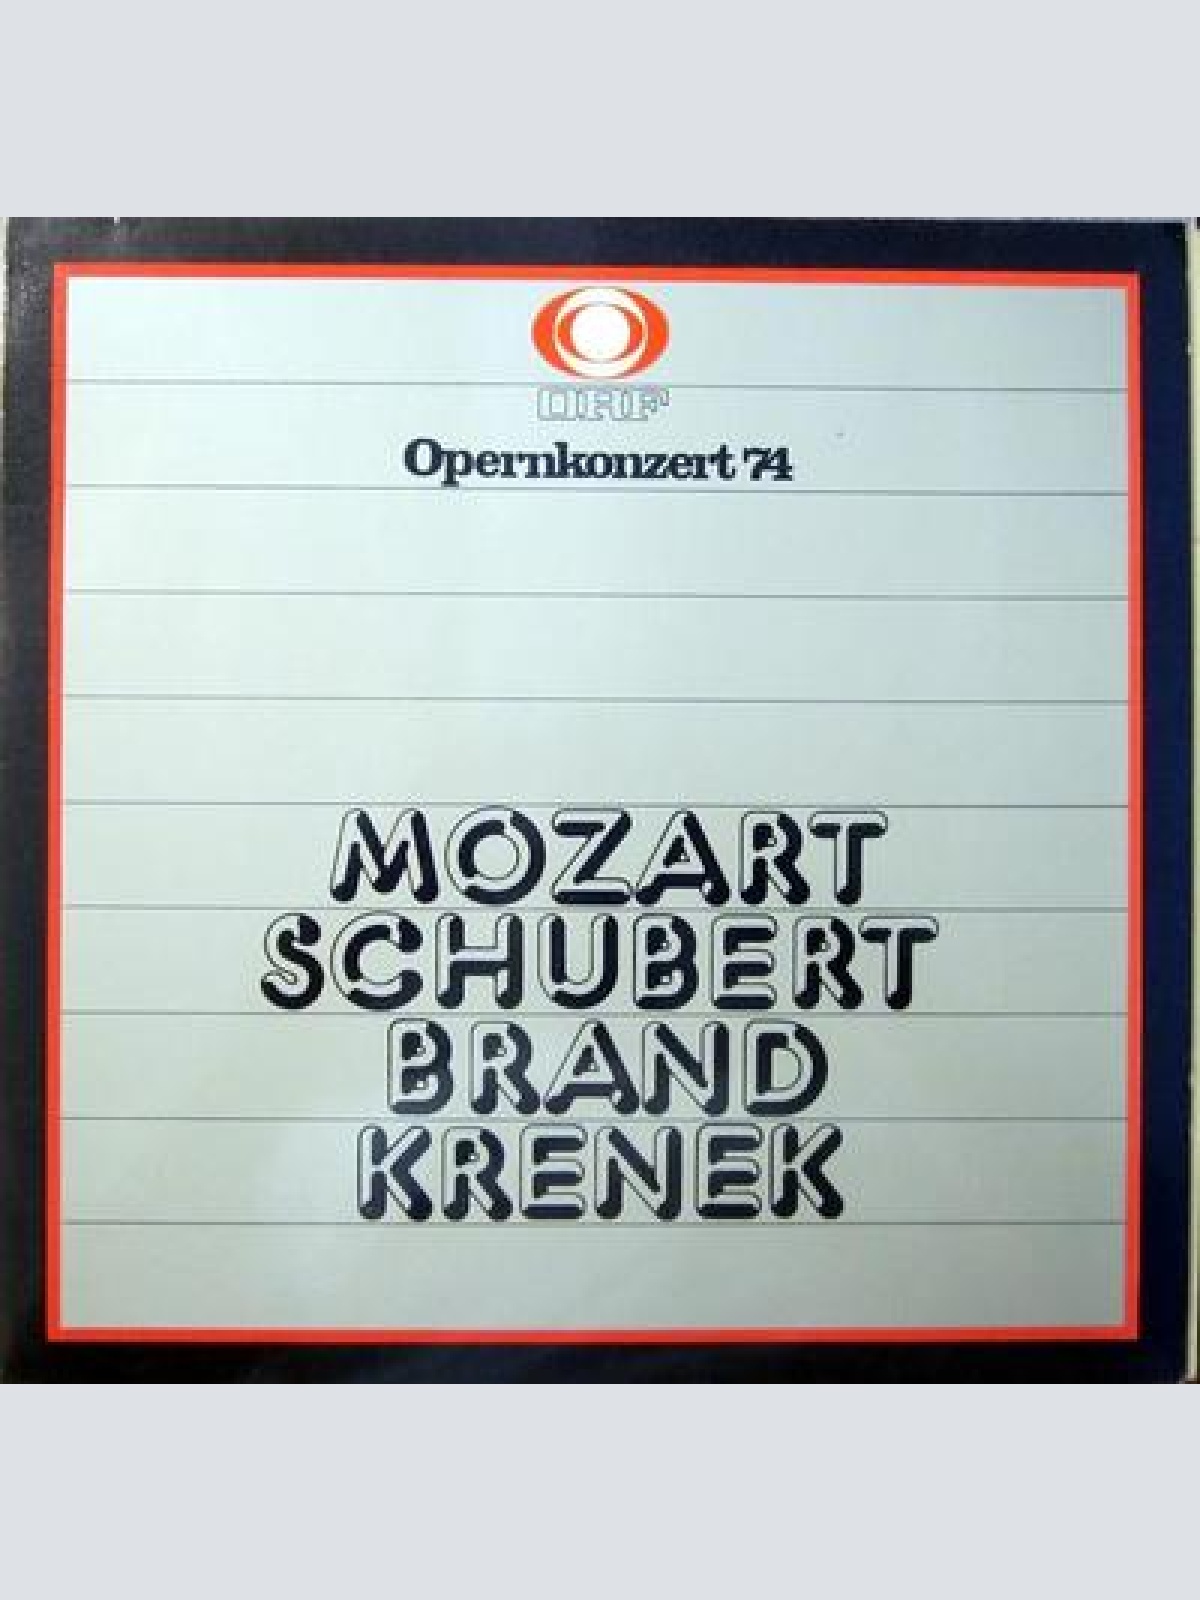 ORF
Opernkonzert 74
MOZART
SCHUBERT
BRAND
KRENEK